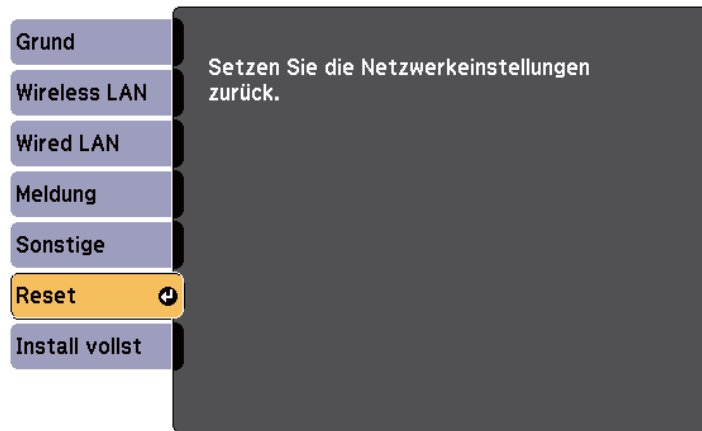 Grund
Wireless LAN
Wired LAN
Meldung
Sonstige
Reset
Install vollst
Setzen Sie die Netzwerkeinstellungen
zurück.